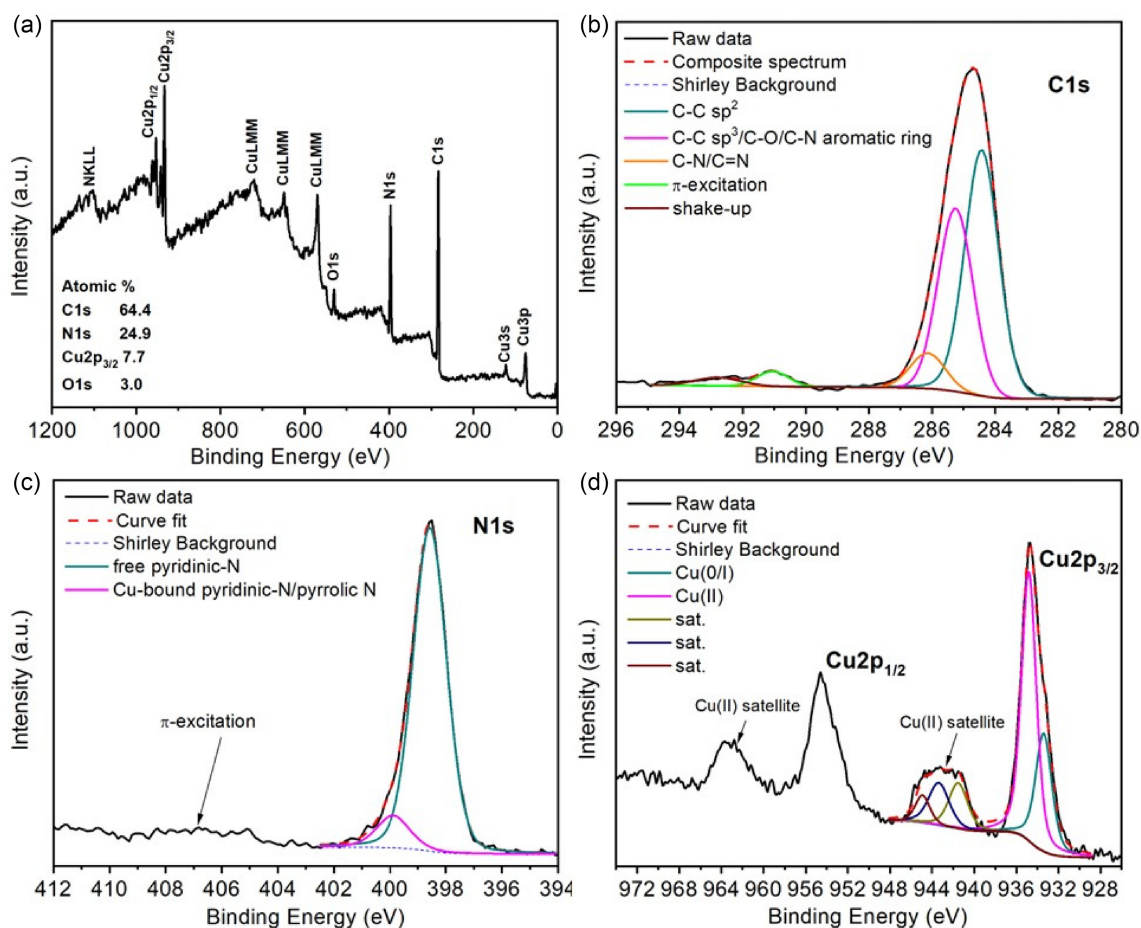 (a)
Intensity (a.u.)
NKLL
Cu2p1/2
Cu2p3/2
CuLMM
CuLMM
CuLMM
O1s
N1s
C1s
Cu3s
Cu3p
Atomic %
C1s 64.4
N1s 24.9
Cu2p3/2 7.7
O1s 3.0
1200 1000 800 600 400 200 0
Binding Energy (eV)
(b)
Intensity (a.u.)
Raw data
Composite spectrum
Shirley Background
C-C sp²
C-C sp³/C-O/C-N aromatic ring
C-N/C=N
π-excitation
shake-up
C1s
296 294 292 290 288 286 284 282 280
Binding Energy (eV)
(c)
Intensity (a.u.)
Raw data
Curve fit
Shirley Background
free pyridinic-N
Cu-bound pyridinic-N/pyrrolic N
N1s
π-excitation
412 410 408 406 404 402 400 398 396 394
Binding Energy (eV)
(d)
Intensity (a.u.)
Raw data
Curve fit
Shirley Background
Cu(0/I)
Cu(II)
sat.
sat.
sat.
Cu2p3/2
Cu2p1/2
Cu(II) satellite
Cu(II) satellite
972 968 964 960 956 952 948 944 940 936 932 928
Binding Energy (eV)